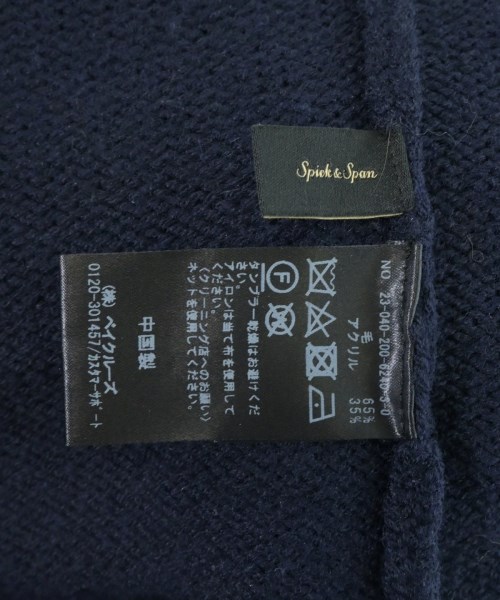 Spick & Span
NO 23-040-200-6240-3-0
毛 65%
アクリル 35%
F
タンブラー乾燥はお避けくだ
さい。
アイロンは当て布を使用して
ください。
(クリーニング店へのお願い)
ネットを使用してください。
中国製
(株) ベイクルーズ
0120-301457/カスタマーサポート